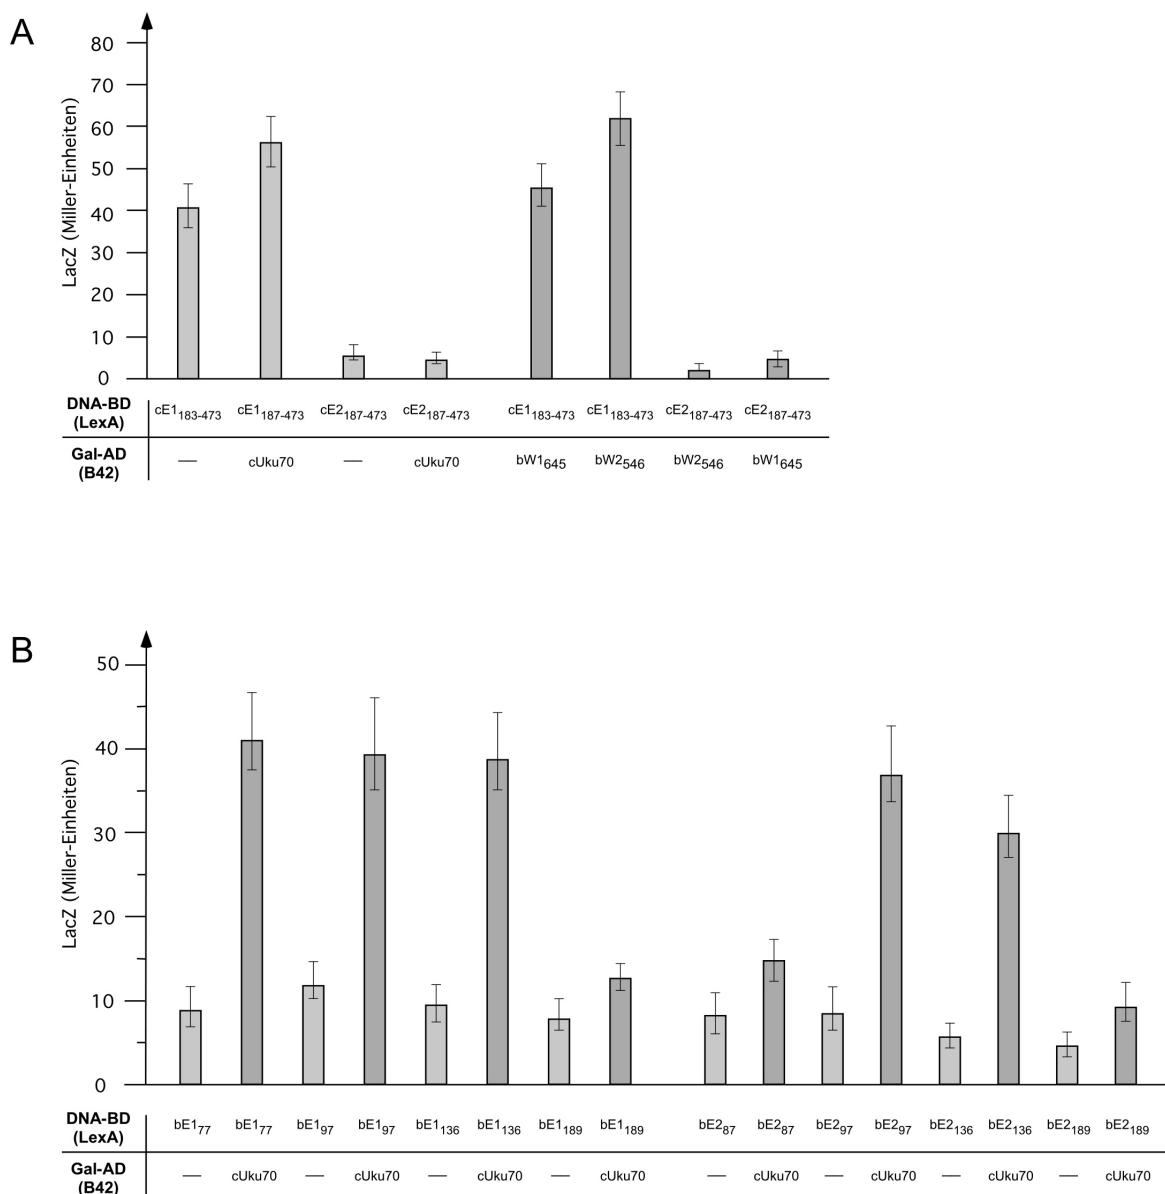 A
LacZ (Miller-Einheiten)
80
70
60
50
40
30
20
10
0
DNA-BD (LexA) cE1183-473 cE1187-473 cE2187-473 cE2187-473 cE1183-473 cE1183-473 cE2187-473 cE2187-473
Gal-AD (B42) — cUku70 — cUku70 bW1645 bW2546 bW2546 bW1645
B
LacZ (Miller-Einheiten)
50
40
30
20
10
0
DNA-BD (LexA) bE177 bE177 bE197 bE197 bE1136 bE1136 bE1189 bE1189 bE287 bE287 bE297 bE297 bE2136 bE2136 bE2189 bE2189
Gal-AD (B42) — cUku70 — cUku70 — cUku70 — cUku70 — cUku70 — cUku70 — cUku70 — cUku70